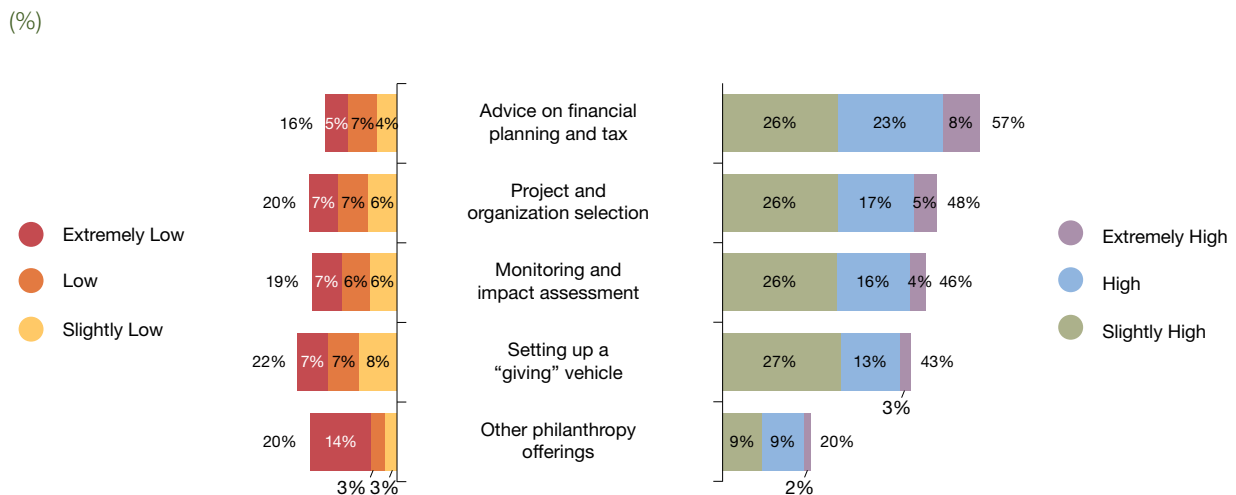 (%)
16% 5% 7% 4%
Advice on financial
planning and tax
26% 23% 8% 57%
20% 7% 7% 6%
Project and
organization selection
26% 17% 5% 48%
19% 7% 6% 6%
Monitoring and
impact assessment
26% 16% 4% 46%
22% 7% 7% 8%
Setting up a
“giving” vehicle
27% 13% 43%
3%
20% 14%
3% 3%
Other philanthropy
offerings
9% 9% 20%
2%
Extremely Low
Low
Slightly Low
Extremely High
High
Slightly High